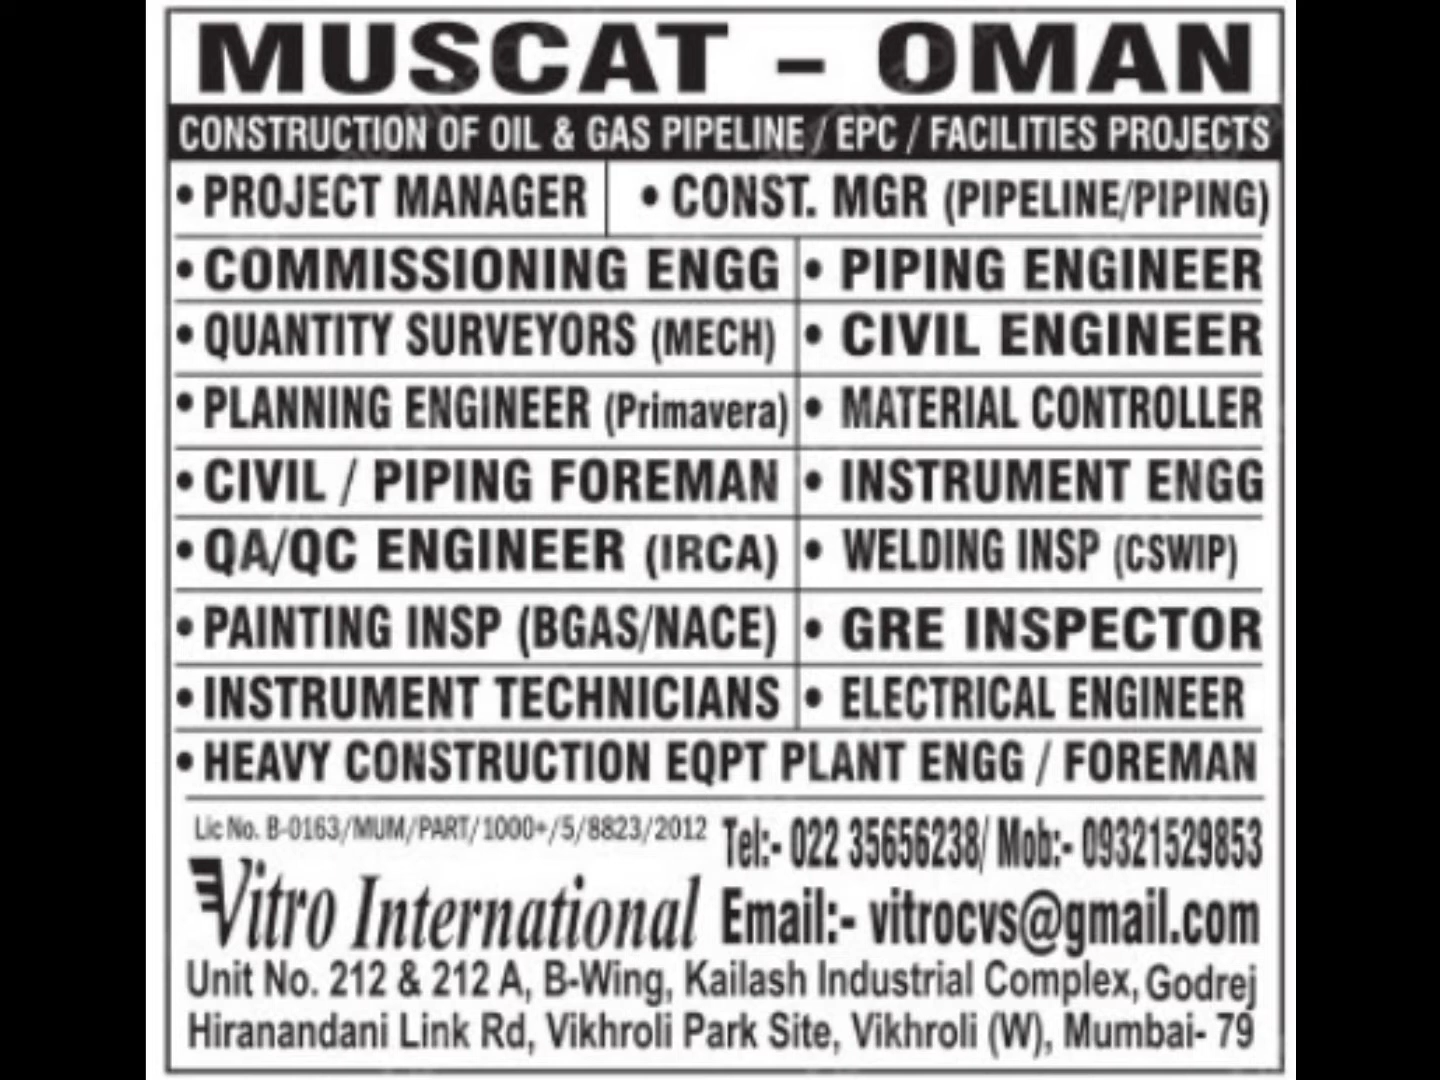 MUSCAT - OMAN
CONSTRUCTION OF OIL & GAS PIPELINE / EPC / FACILITIES PROJECTS
• PROJECT MANAGER • CONST. MGR (PIPELINE/PIPING)
• COMMISSIONING ENGG • PIPING ENGINEER
• QUANTITY SURVEYORS (MECH) • CIVIL ENGINEER
• PLANNING ENGINEER (Primavera) • MATERIAL CONTROLLER
• CIVIL / PIPING FOREMAN • INSTRUMENT ENGG
• QA/QC ENGINEER (IRCA) • WELDING INSP (CSWIP)
• PAINTING INSP (BGAS/NACE) • GRE INSPECTOR
• INSTRUMENT TECHNICIANS • ELECTRICAL ENGINEER
• HEAVY CONSTRUCTION EQPT PLANT ENGG / FOREMAN
Lic No. B-0163/MUM/PART/1000+/5/8823/2012 Tel:- 022 35656238/ Mob:- 09321529853
Vitro International Email:- vitrocvs@gmail.com
Unit No. 212 & 212 A, B-Wing, Kailash Industrial Complex, Godrej
Hiranandani Link Rd, Vikhroli Park Site, Vikhroli (W), Mumbai- 79